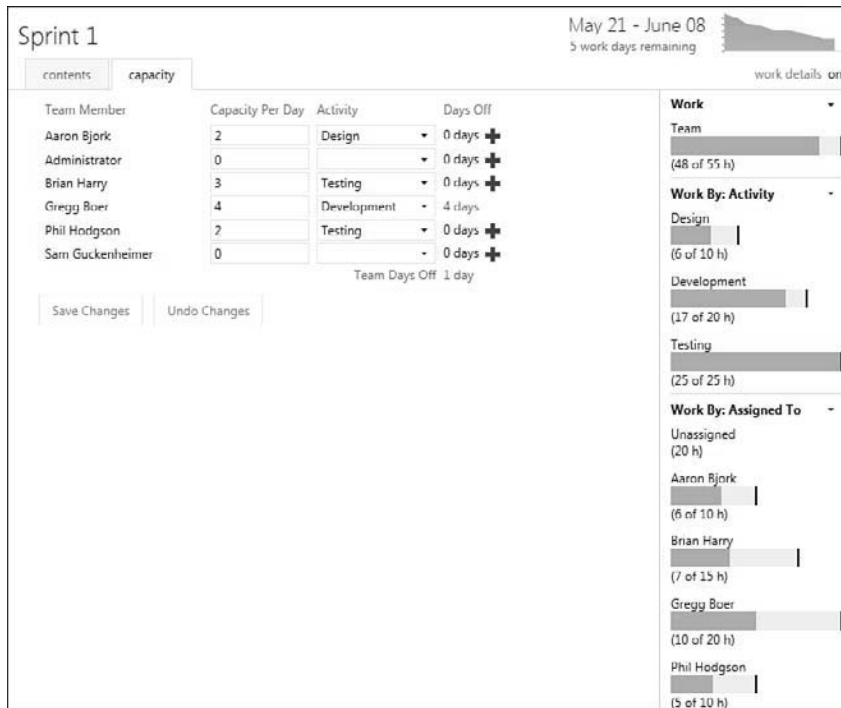 Sprint 1
May 21 - June 08
5 work days remaining
contents capacity
work details on
Team Member Capacity Per Day Activity Days Off
Aaron Bjork 2 Design 0 days
Administrator 0 0 days
Brian Harry 3 Testing 0 days
Gregg Boer 4 Development 4 days
Phil Hodgson 2 Testing 0 days
Sam Guckenheimer 0 0 days
Team Days Off 1 day
Save Changes Undo Changes
Work
Team
(48 of 55 h)
Work By: Activity
Design
(6 of 10 h)
Development
(17 of 20 h)
Testing
(25 of 25 h)
Work By: Assigned To
Unassigned
(20 h)
Aaron Bjork
(6 of 10 h)
Brian Harry
(7 of 15 h)
Gregg Boer
(10 of 20 h)
Phil Hodgson
(5 of 10 h)